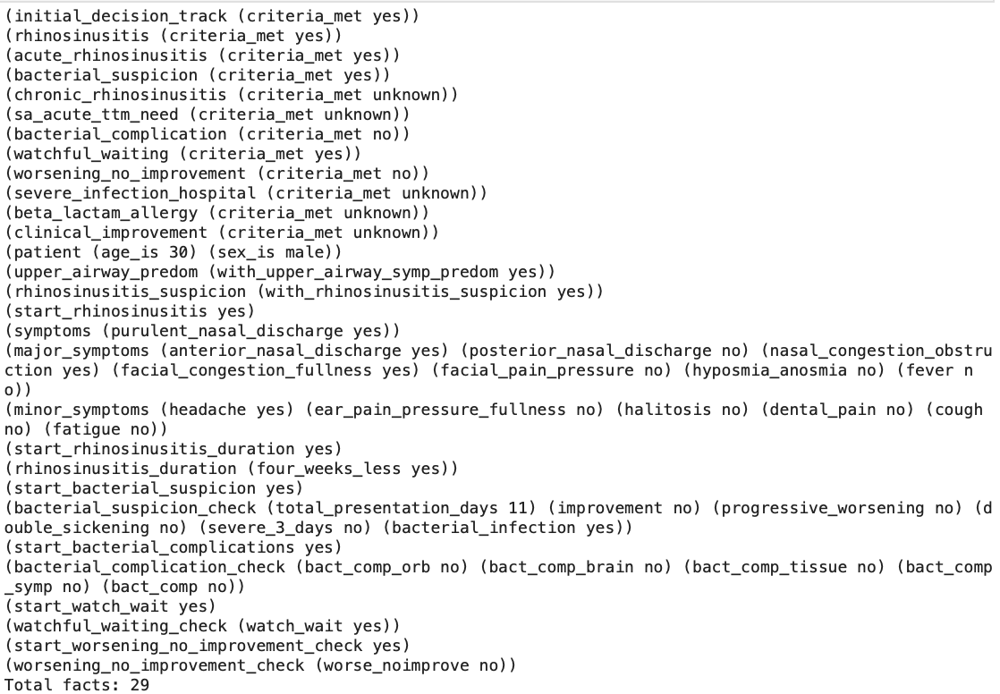 (initial_decision_track (criteria_met yes))
(rhinosinusitis (criteria_met yes))
(acute_rhinosinusitis (criteria_met yes))
(bacterial_suspicion (criteria_met yes))
(chronic_rhinosinusitis (criteria_met unknown))
(sa_acute_ttm_need (criteria_met unknown))
(bacterial_complication (criteria_met no))
(watchful_waiting (criteria_met yes))
(worsening_no_improvement (criteria_met no))
(severe_infection_hospital (criteria_met unknown))
(beta_lactam_allergy (criteria_met unknown))
(clinical_improvement (criteria_met unknown))
(patient (age_is 30) (sex_is male))
(upper_airway_predom (with_upper_airway_symp_predom yes))
(rhinosinusitis_suspicion (with_rhinosinusitis_suspicion yes))
(start_rhinosinusitis yes)
(symptoms (purulent_nasal_discharge yes))
(major_symptoms (anterior_nasal_discharge yes) (posterior_nasal_discharge no) (nasal_congestion_obstru
ction yes) (facial_congestion_fullness yes) (facial_pain_pressure no) (hyposmia_anosmia no) (fever n
o))
(minor_symptoms (headache yes) (ear_pain_pressure_fullness no) (halitosis no) (dental_pain no) (cough
no) (fatigue no))
(start_rhinosinusitis_duration yes)
(rhinosinusitis_duration (four_weeks_less yes))
(start_bacterial_suspicion yes)
(bacterial_suspicion_check (total_presentation_days 11) (improvement no) (progressive_worsening no) (d
ouble_sickening no) (severe_3_days no) (bacterial_infection yes))
(start_bacterial_complications yes)
(bacterial_complication_check (bact_comp_orb no) (bact_comp_brain no) (bact_comp_tissue no) (bact_comp
_symp no) (bact_comp no))
(start_watch_wait yes)
(watchful_waiting_check (watch_wait yes))
(start_worsening_no_improvement_check yes)
(worsening_no_improvement_check (worse_noimprove no))
Total facts: 29